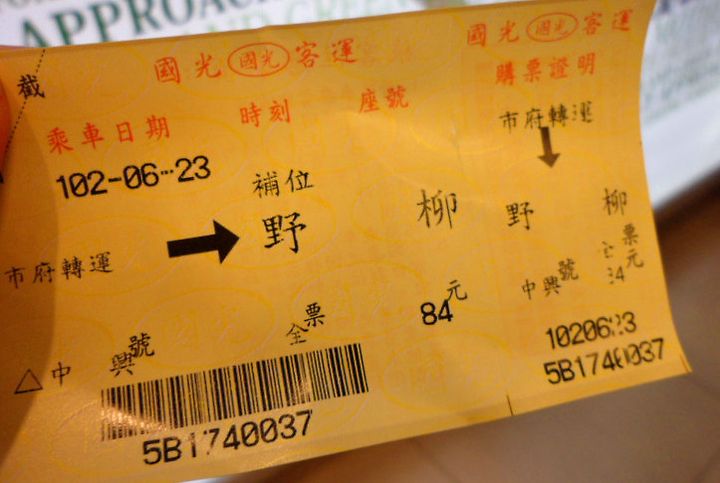 APPROAC
國光 國光 客運
乘車日期 時刻 座號
截
102-06-23
補位
市府轉運 → 野 柳
全票 84元
△中興號
5B1740037
國光 國光 客運
購票證明
市府轉運
↓
野 柳
中興號 全票
元
5B1740037